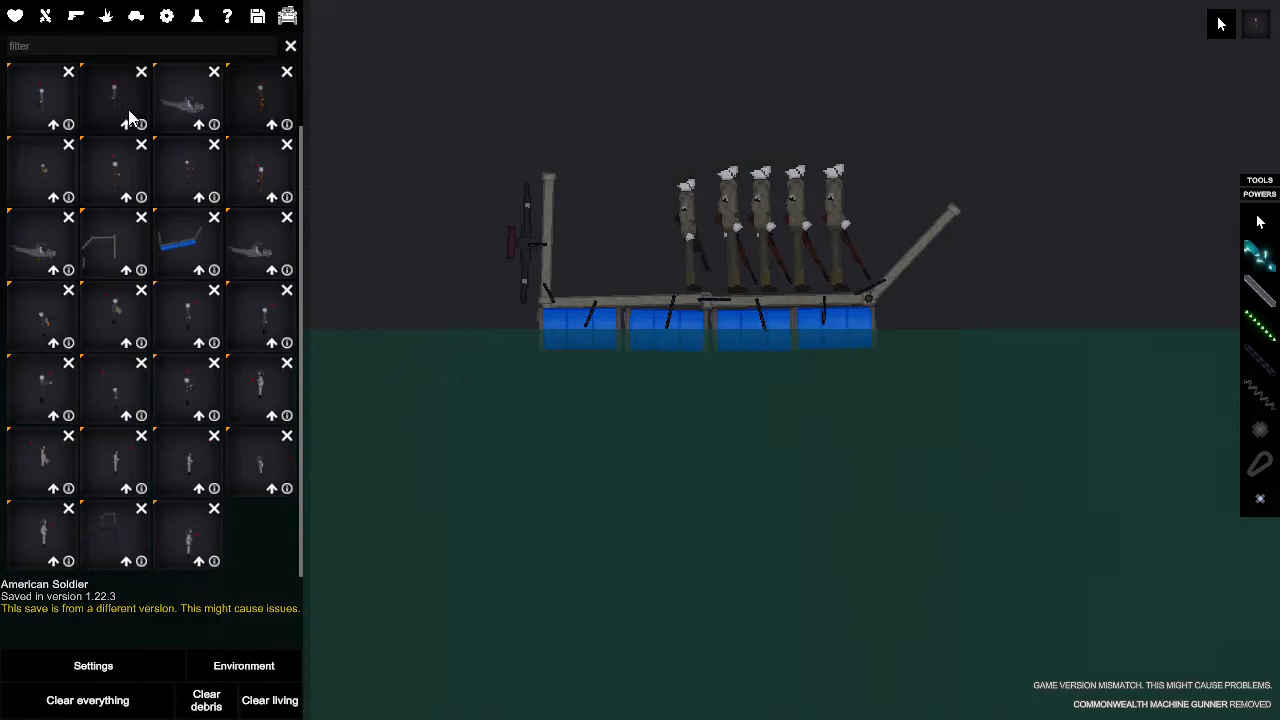 filter
TOOLS
POWERS
American Soldier
Saved in version 1.22.3
This save is from a different version. This might cause issues.
Settings
Environment
Clear everything
Clear
debris
Clear living
GAME VERSION MISMATCH. THIS MIGHT CAUSE PROBLEMS.
COMMONWEALTH MACHINE GUNNER REMOVED